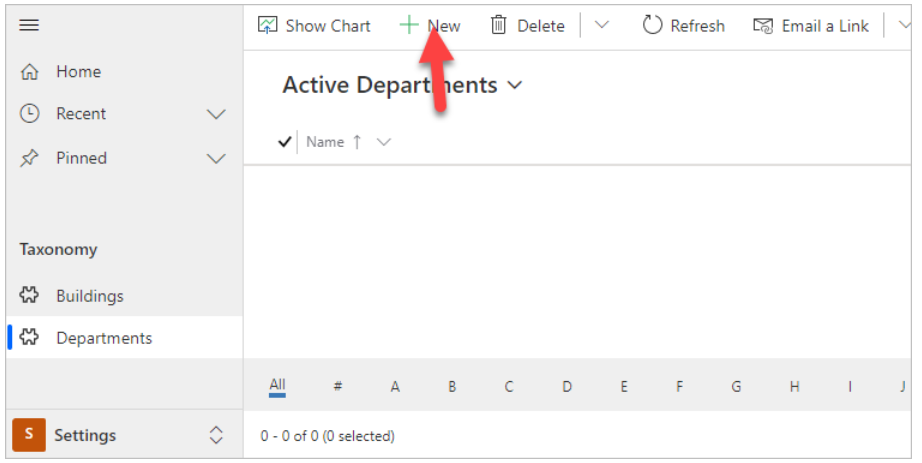 Show Chart New Delete Refresh Email a Link
Home
Recent
Pinned
Taxonomy
Buildings
Departments
S Settings
Active Departments
Name
All # A B C D E F G H I J
0 - 0 of 0 (0 selected)